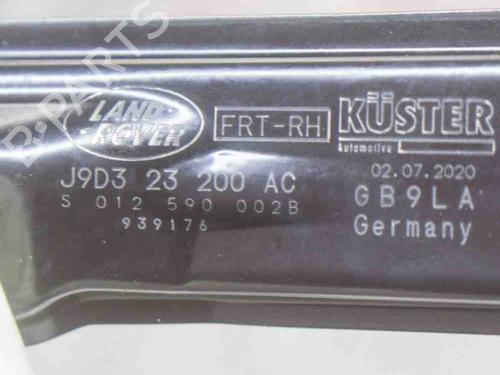 LAND-
ROVER
FRT-RH
KÜSTER
Automotive
J9D3 23 200 AC
02.07.2020
S 012 590 002B
GB9LA
939176
Germany
B-PARTS